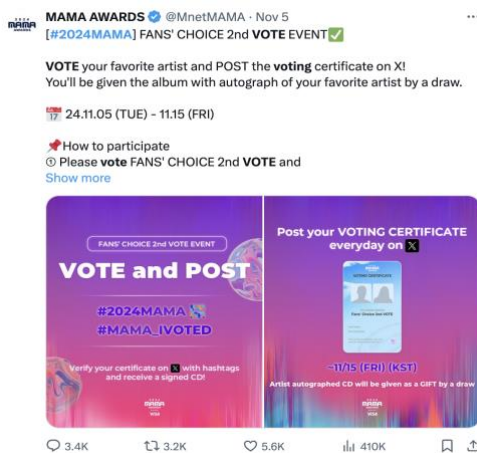 MAMA AWARDS @MnetMAMA · Nov 5
[#2024MAMA] FANS' CHOICE 2nd VOTE EVENT✅
VOTE your favorite artist and POST the voting certificate on X!
You'll be given the album with autograph of your favorite artist by a draw.
📅 24.11.05 (TUE) - 11.15 (FRI)
📌How to participate
① Please vote FANS' CHOICE 2nd VOTE and
Show more
FANS' CHOICE 2nd VOTE EVENT
VOTE and POST
#2024MAMA
#MAMA_IVOTED
Verify your certificate on X with hashtags
and receive a signed CD!
MAMA
Post your VOTING CERTIFICATE
everyday on X
VOTING CERTIFICATE
~11/15 (FRI) (KST)
Artist autographed CD will be given as a GIFT by a draw
MAMA
3.4K 3.2K 5.6K 410K